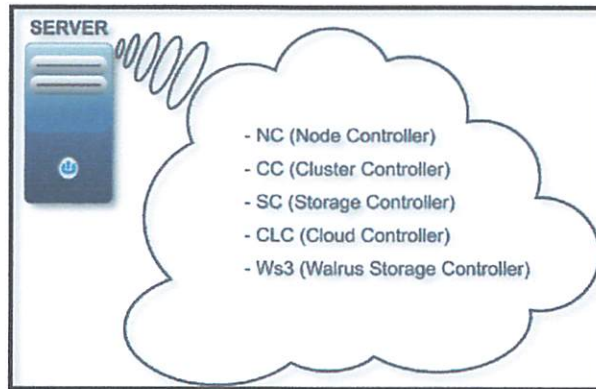 SERVER
- NC (Node Controller)
- CC (Cluster Controller)
- SC (Storage Controller)
- CLC (Cloud Controller)
- Ws3 (Walrus Storage Controller)